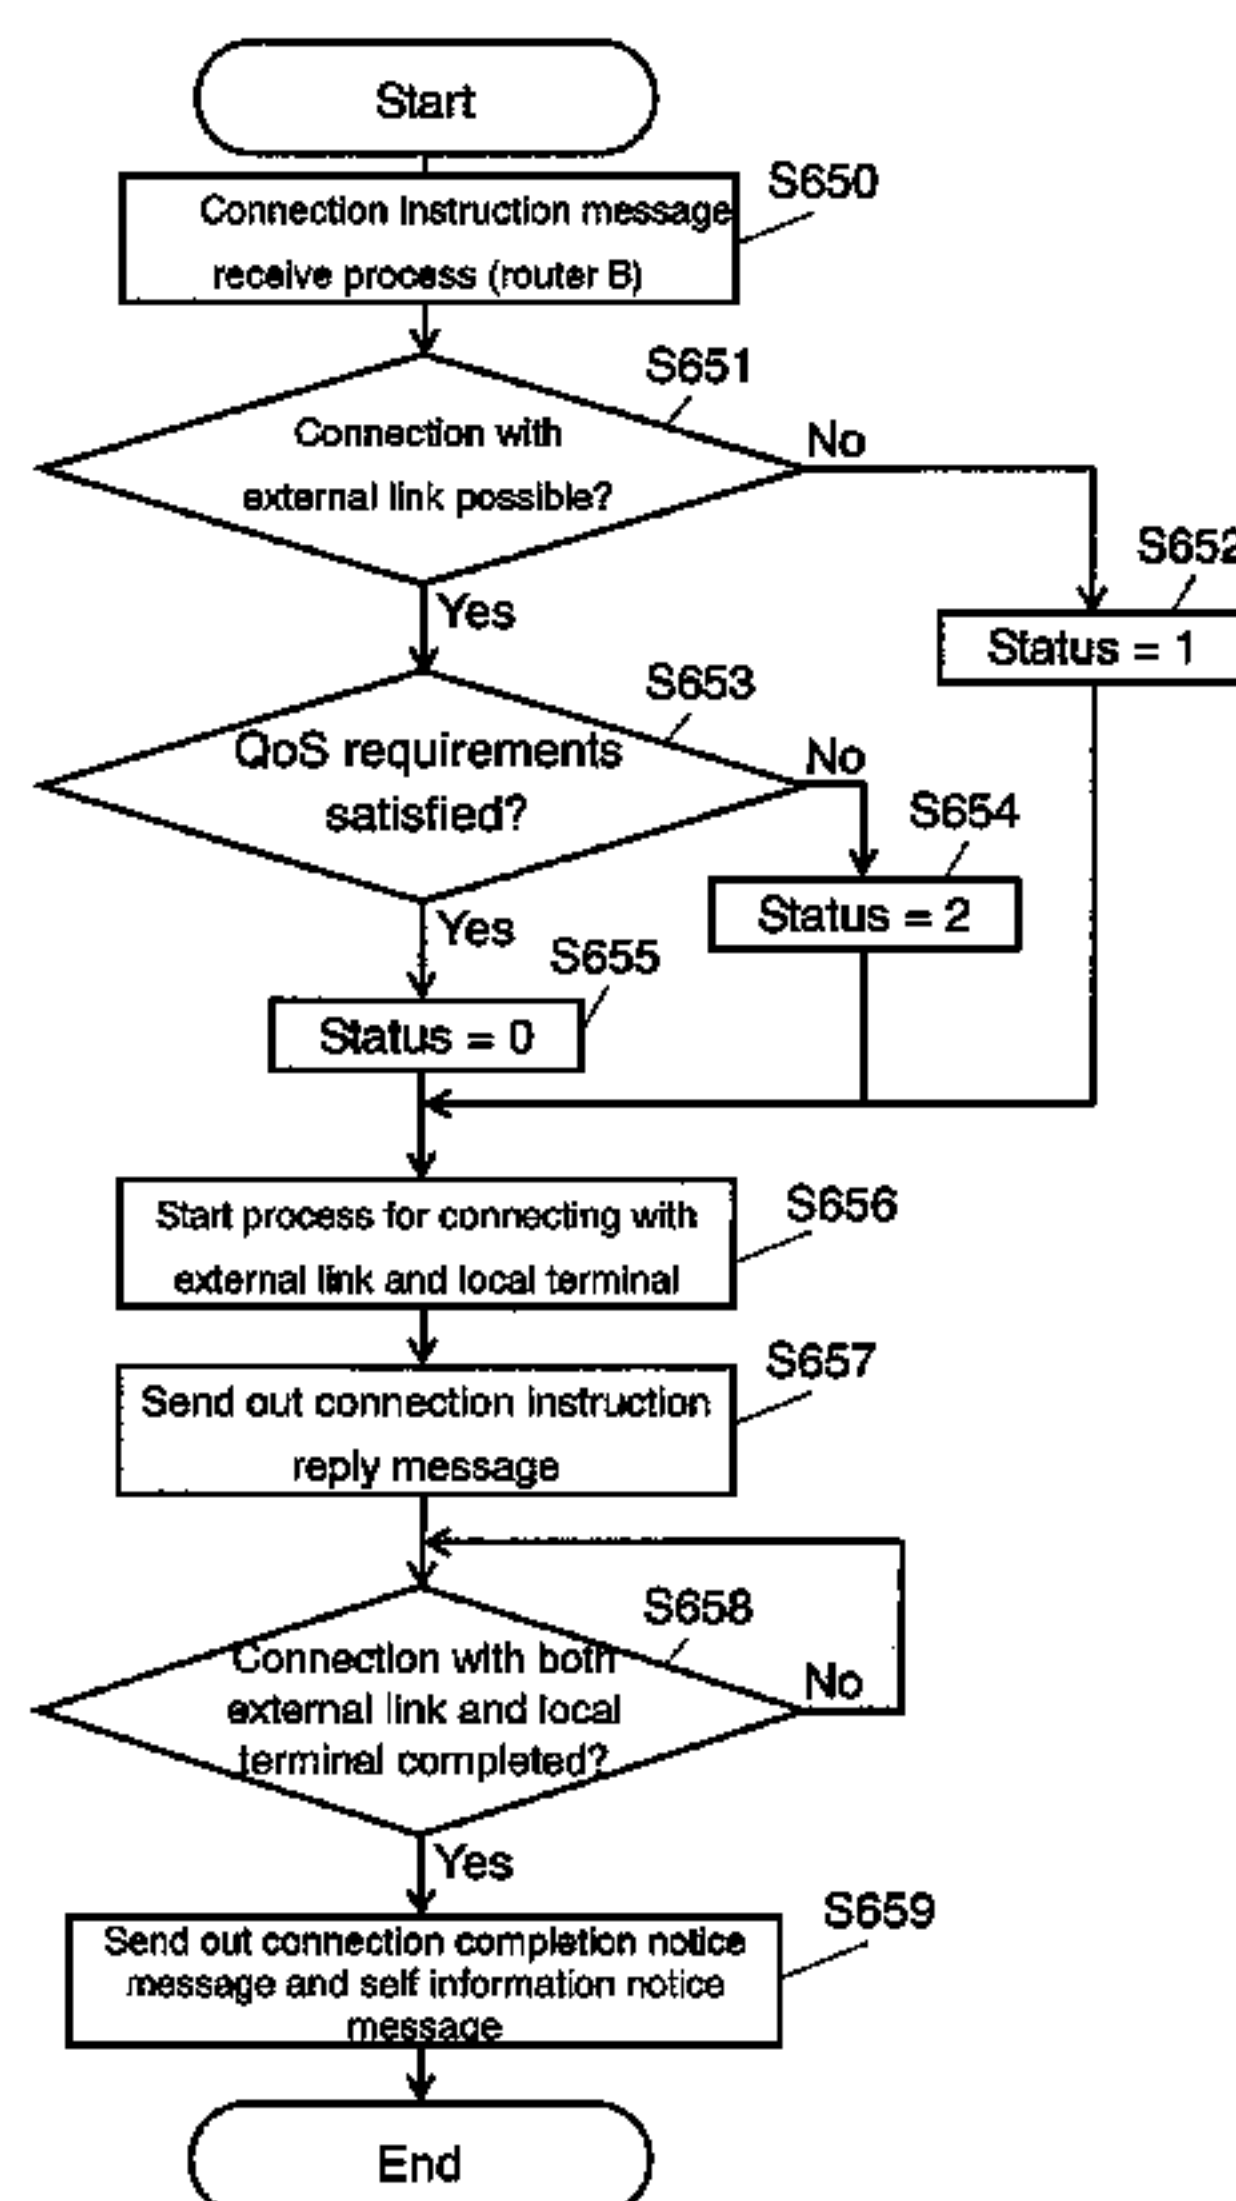 Start
S650
Connection instruction message
receive process (router B)
S651
Connection with
external link possible?
No
Yes
S652
Status = 1
S653
QoS requirements
satisfied?
No
Yes
S654
Status = 2
S655
Status = 0
S656
Start process for connecting with
external link and local terminal
S657
Send out connection instruction
reply message
S658
Connection with both
external link and local
terminal completed?
No
Yes
S659
Send out connection completion notice
message and self information notice
message
End